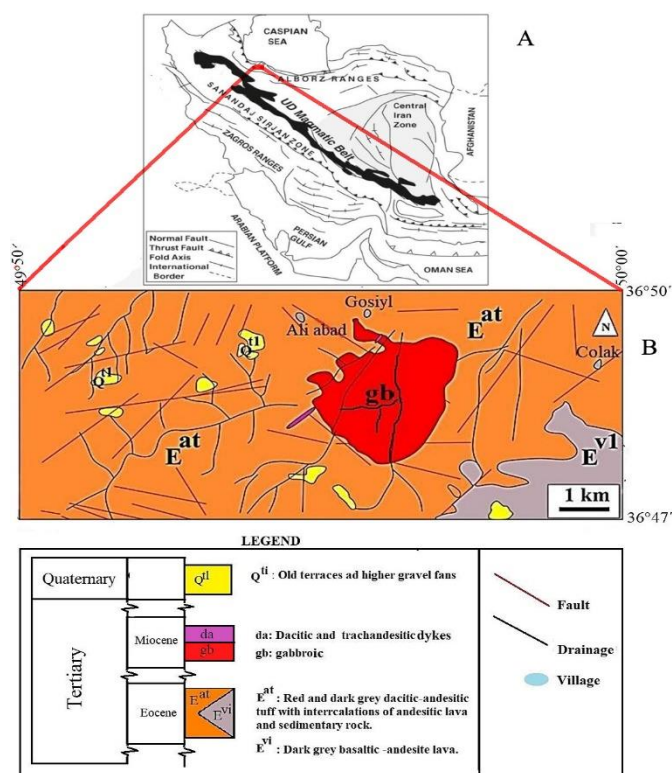 A
CASPIAN
SEA
ALBORZ RANGES
SANANDAJ SIRJAN ZONE
UD Magmatic Belt
Central
Iran
Zone
AFGHANISTAN
ZAGROS RANGES
ARABIAN PLATFORM
PERSIAN
GULF
OMAN SEA
Normal Fault
Thrust Fault
Fold Axis
International
Border
49°50´
50°00´
36°50´
B
Gosiyl
Ali abad
E^at
N
Colak
Q^t1
Q^t1
gb
E^at
E^v1
1 km
36°47´
LEGEND
Quaternary
Q^t1
Q^ti : Old terraces ad higher gravel fans
Tertiary
Miocene
da
gb
da: Dacitic and trachandesitic dykes
gb: gabbroic
Eocene
E^at
E^vi
E^at : Red and dark grey dacitic-andesitic
tuff with interrcalations of andesitic lava
and sedimentary rock.
E^vi : Dark grey basaltic -andesite lava.
Fault
Drainage
Village